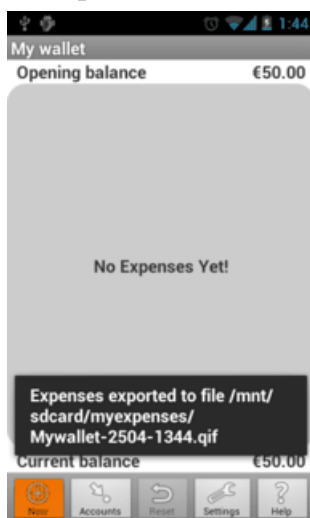 1:44
My wallet
Opening balance €50.00
No Expenses Yet!
Expenses exported to file /mnt/
sdcard/myexpenses/
Mywallet-2504-1344.qif
Current balance €50.00
New Accounts Reset Settings Help